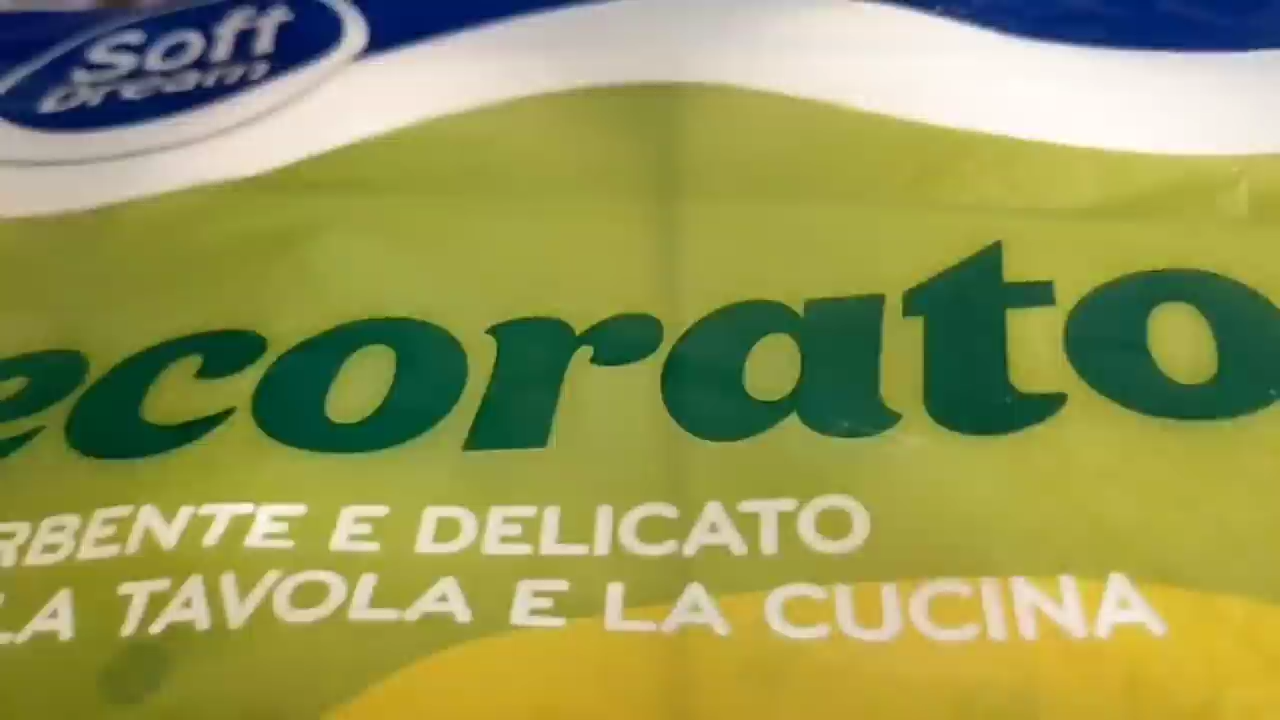 Soft
Dream
ecorato
RBENTE E DELICATO
LA TAVOLA E LA CUCINA